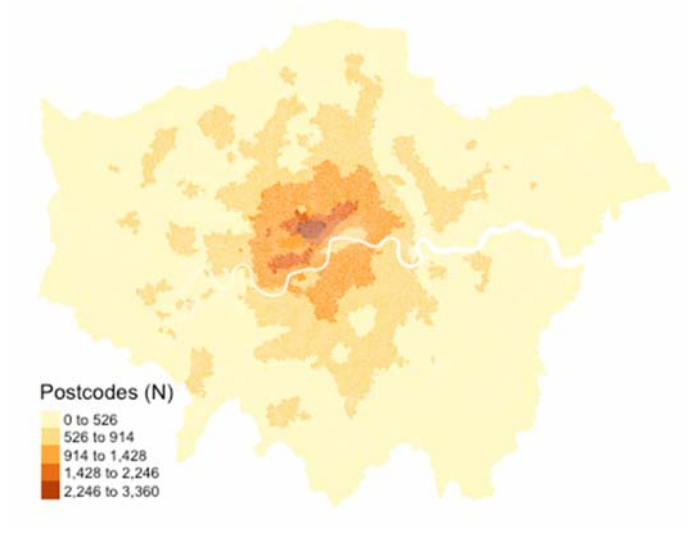 Postcodes (N)
0 to 526
526 to 914
914 to 1,428
1,428 to 2,246
2,246 to 3,360